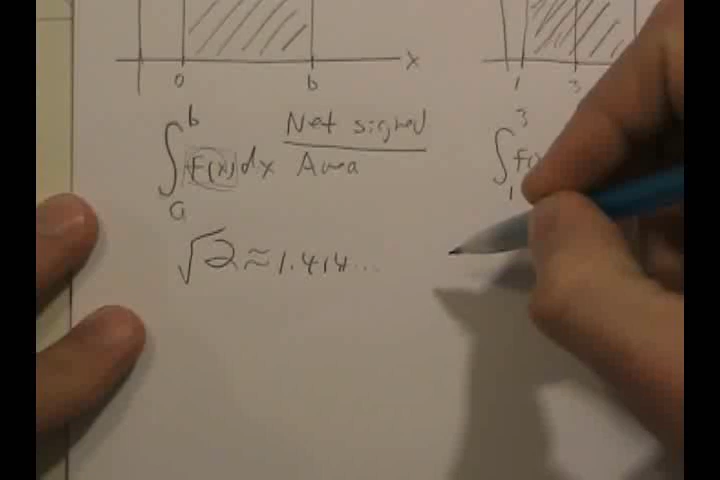 0 b x
1 3
∫ₐᵇ F(x) dx Net signed
Area
∫₁³ F(x
√2 ≈ 1.414...